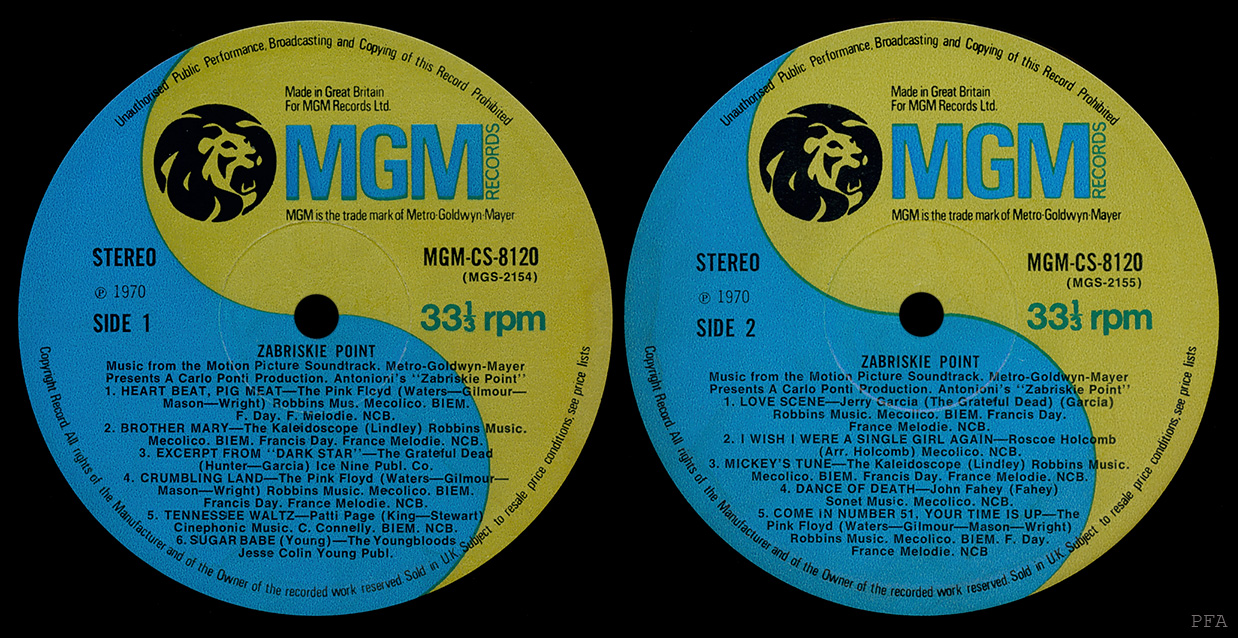 Unauthorised Public Performance, Broadcasting and Copying of this Record Prohibited
Made in Great Britain
For MGM Records Ltd.
MGM RECORDS
MGM is the trade mark of Metro-Goldwyn-Mayer
STEREO
MGM-CS-8120
(MGS-2154)
℗ 1970
33⅓ rpm
SIDE 1
ZABRISKIE POINT
Music from the Motion Picture Soundtrack. Metro-Goldwyn-Mayer
Presents A Carlo Ponti Production. Antonioni's ''Zabriskie Point''
1. HEART BEAT, PIG MEAT—The Pink Floyd (Waters—Gilmour—
Mason—Wright) Robbins Mus. Mecolico. BIEM.
F. Day. F. Melodie. NCB.
2. BROTHER MARY—The Kaleidoscope (Lindley) Robbins Music.
Mecolico. BIEM. Francis Day. France Melodie. NCB.
3. EXCERPT FROM ''DARK STAR''—The Grateful Dead
(Hunter—Garcia) Ice Nine Publ. Co.
4. CRUMBLING LAND—The Pink Floyd (Waters—Gilmour—
Mason—Wright) Robbins Music. Mecolico. BIEM.
Francis Day. France Melodie. NCB.
5. TENNESSEE WALTZ—Patti Page (King—Stewart)
Cinephonic Music. C. Connelly. BIEM. NCB.
6. SUGAR BABE (Young)—The Youngbloods
Jesse Colin Young Publ.
Copyright Record. All rights of the Manufacturer and of the Owner of the recorded work reserved. Sold in U.K. Subject to resale price conditions, see price lists
Unauthorised Public Performance, Broadcasting and Copying of this Record Prohibited
Made in Great Britain
For MGM Records Ltd.
MGM RECORDS
MGM is the trade mark of Metro-Goldwyn-Mayer
STEREO
MGM-CS-8120
(MGS-2155)
℗ 1970
33⅓ rpm
SIDE 2
ZABRISKIE POINT
Music from the Motion Picture Soundtrack. Metro-Goldwyn-Mayer
Presents A Carlo Ponti Production. Antonioni's ''Zabriskie Point''
1. LOVE SCENE—Jerry Garcia (The Grateful Dead) (Garcia)
Robbins Music. Mecolico. BIEM. Francis Day.
France Melodie. NCB.
2. I WISH I WERE A SINGLE GIRL AGAIN—Roscoe Holcomb
(Arr. Holcomb) Mecolico. NCB.
3. MICKEY'S TUNE—The Kaleidoscope (Lindley) Robbins Music.
Mecolico. BIEM. Francis Day. France Melodie. NCB.
4. DANCE OF DEATH—John Fahey (Fahey)
Sonet Music. Mecolico. NCB.
5. COME IN NUMBER 51, YOUR TIME IS UP—The
Pink Floyd (Waters—Gilmour—Mason—Wright)
Robbins Music. Mecolico. BIEM. F. Day.
France Melodie. NCB
Copyright Record. All rights of the Manufacturer and of the Owner of the recorded work reserved. Sold in U.K. Subject to resale price conditions, see price lists
PFA